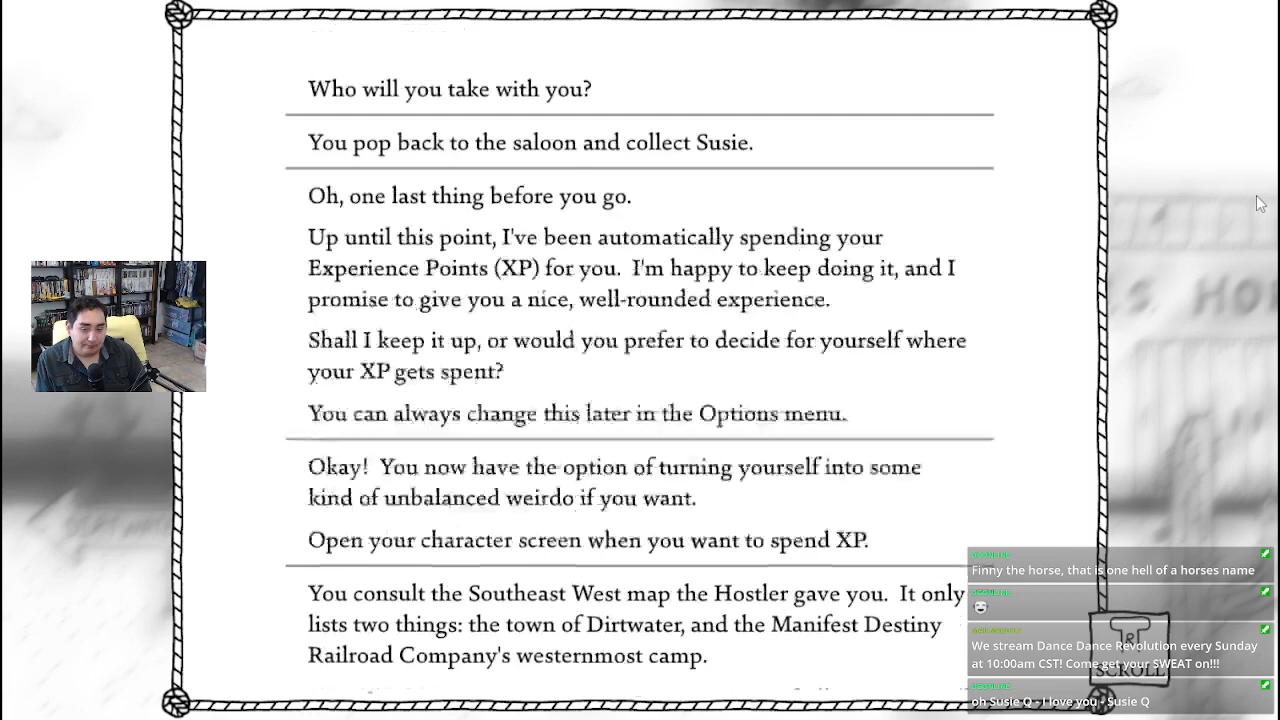 Who will you take with you?
You pop back to the saloon and collect Susie.
Oh, one last thing before you go.
Up until this point, I've been automatically spending your
Experience Points (XP) for you. I'm happy to keep doing it, and I
promise to give you a nice, well-rounded experience.
Shall I keep it up, or would you prefer to decide for yourself where
your XP gets spent?
You can always change this later in the Options menu.
Okay! You now have the option of turning yourself into some
kind of unbalanced weirdo if you want.
Open your character screen when you want to spend XP.
You consult the Southeast West map the Hostler gave you. It only
lists two things: the town of Dirtwater, and the Manifest Destiny
Railroad Company's westernmost camp.
Finny the horse, that is one hell of a horses name
We stream Dance Dance Revolution every Sunday
at 10:00am CST! Come get your SWEAT on!!!
oh Susie Q - I love you - Susie Q
SCROLL